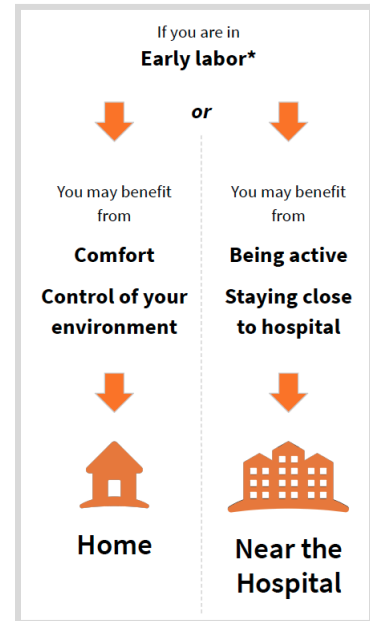 If you are in
Early labor*
or
You may benefit
from
Comfort
Control of your
environment
Home
You may benefit
from
Being active
Staying close
to hospital
Near the
Hospital